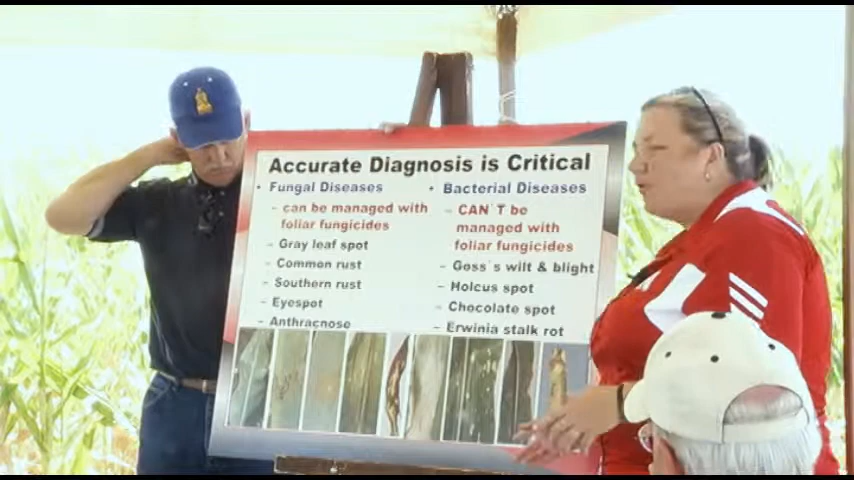 Accurate Diagnosis is Critical
• Fungal Diseases
– can be managed with
foliar fungicides
– Gray leaf spot
– Common rust
– Southern rust
– Eyespot
– Anthracnose
• Bacterial Diseases
– CAN´T be
managed with
foliar fungicides
– Goss´s wilt & blight
– Holcus spot
– Chocolate spot
– Erwinia stalk rot